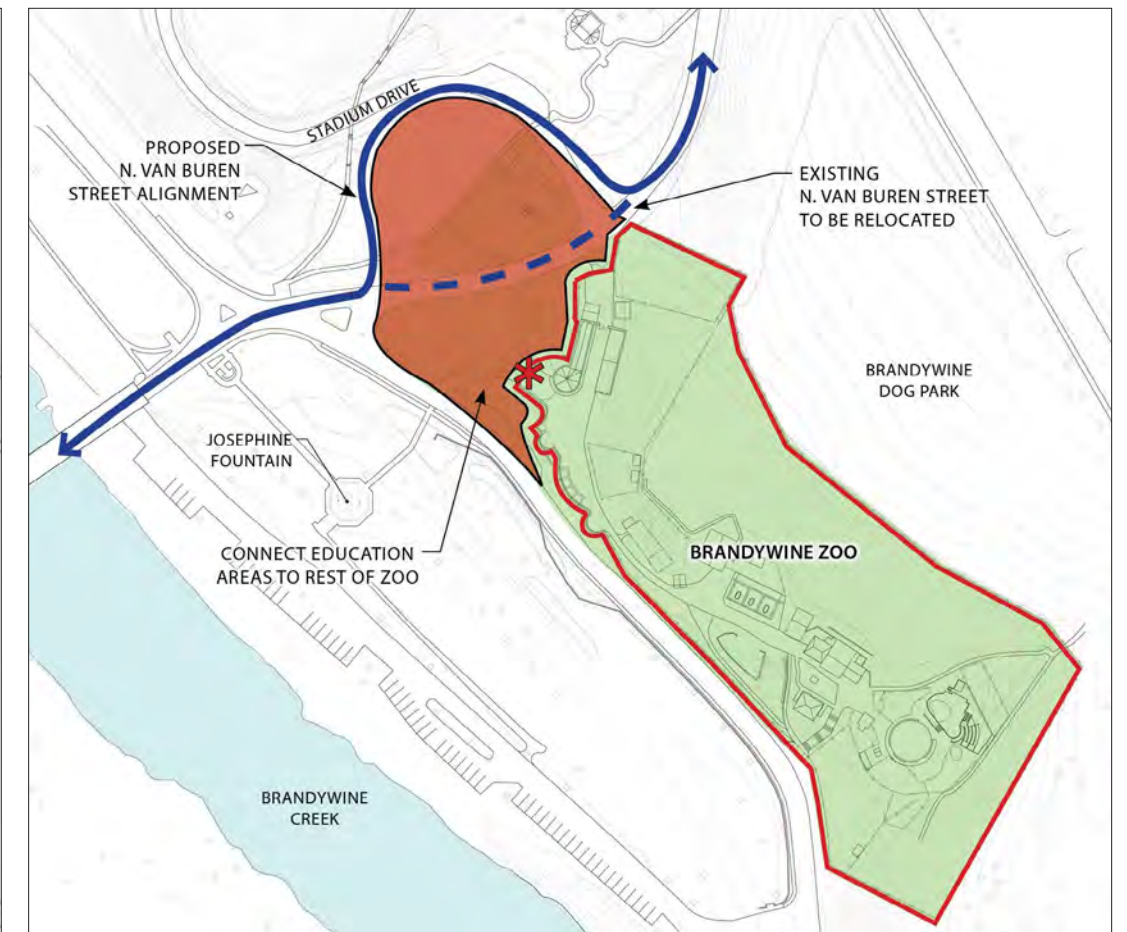 STADIUM DRIVE
PROPOSED
N. VAN BUREN
STREET ALIGNMENT
EXISTING
N. VAN BUREN STREET
TO BE RELOCATED
BRANDYWINE
DOG PARK
JOSEPHINE
FOUNTAIN
CONNECT EDUCATION
AREAS TO REST OF ZOO
BRANDYWINE ZOO
BRANDYWINE
CREEK